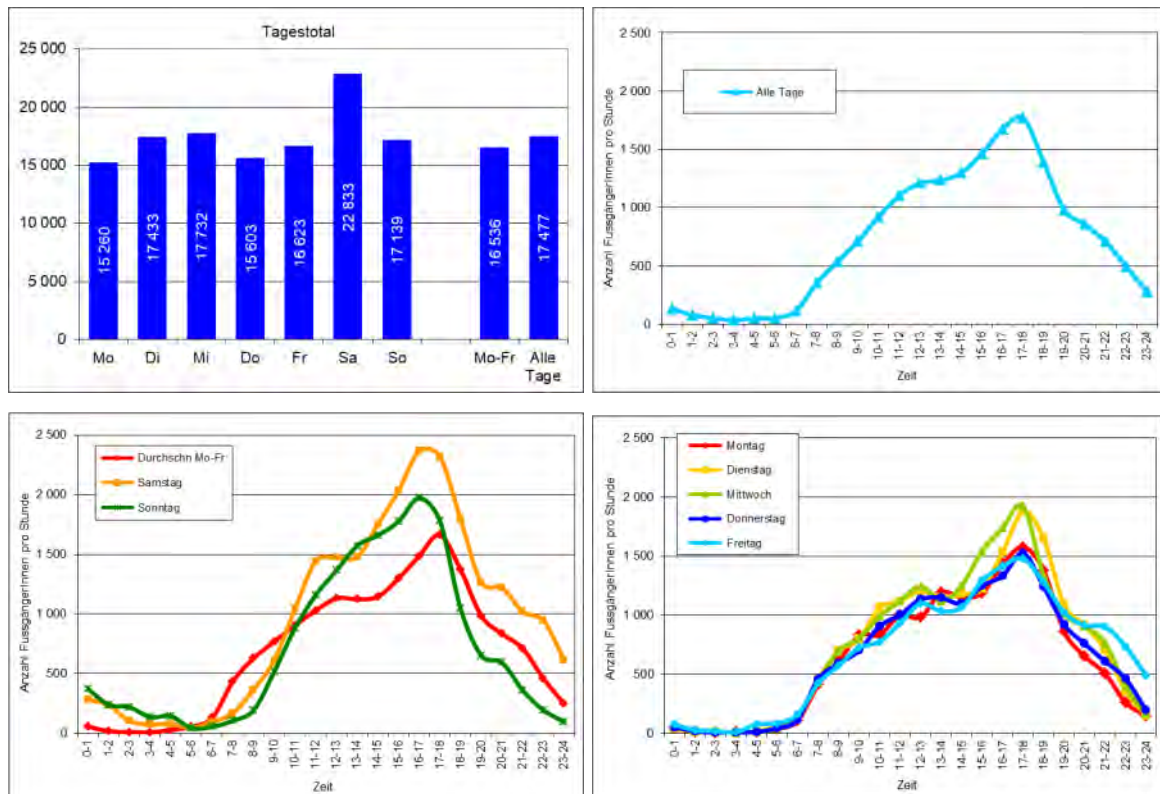 Tagestotal
25 000
20 000
15 000
10 000
5 000
0
15 260
17 433
17 732
15 603
16 623
22 833
17 139
16 536
17 477
Mo Di Mi Do Fr Sa So Mo-Fr Alle
Tage
Anzahl FussgängerInnen pro Stunde
2 500
2 000
1 500
1 000
500
0
Alle Tage
0-1 1-2 2-3 3-4 4-5 5-6 6-7 7-8 8-9 9-10 10-11 11-12 12-13 13-14 14-15 15-16 16-17 17-18 18-19 19-20 20-21 21-22 22-23 23-24
Zeit
Anzahl FussgängerInnen pro Stunde
2 500
2 000
1 500
1 000
500
0
Durchschn Mo-Fr
Samstag
Sonntag
0-1 1-2 2-3 3-4 4-5 5-6 6-7 7-8 8-9 9-10 10-11 11-12 12-13 13-14 14-15 15-16 16-17 17-18 18-19 19-20 20-21 21-22 22-23 23-24
Zeit
Anzahl FussgängerInnen pro Stunde
2 500
2 000
1 500
1 000
500
0
Montag
Dienstag
Mittwoch
Donnerstag
Freitag
0-1 1-2 2-3 3-4 4-5 5-6 6-7 7-8 8-9 9-10 10-11 11-12 12-13 13-14 14-15 15-16 16-17 17-18 18-19 19-20 20-21 21-22 22-23 23-24
Zeit